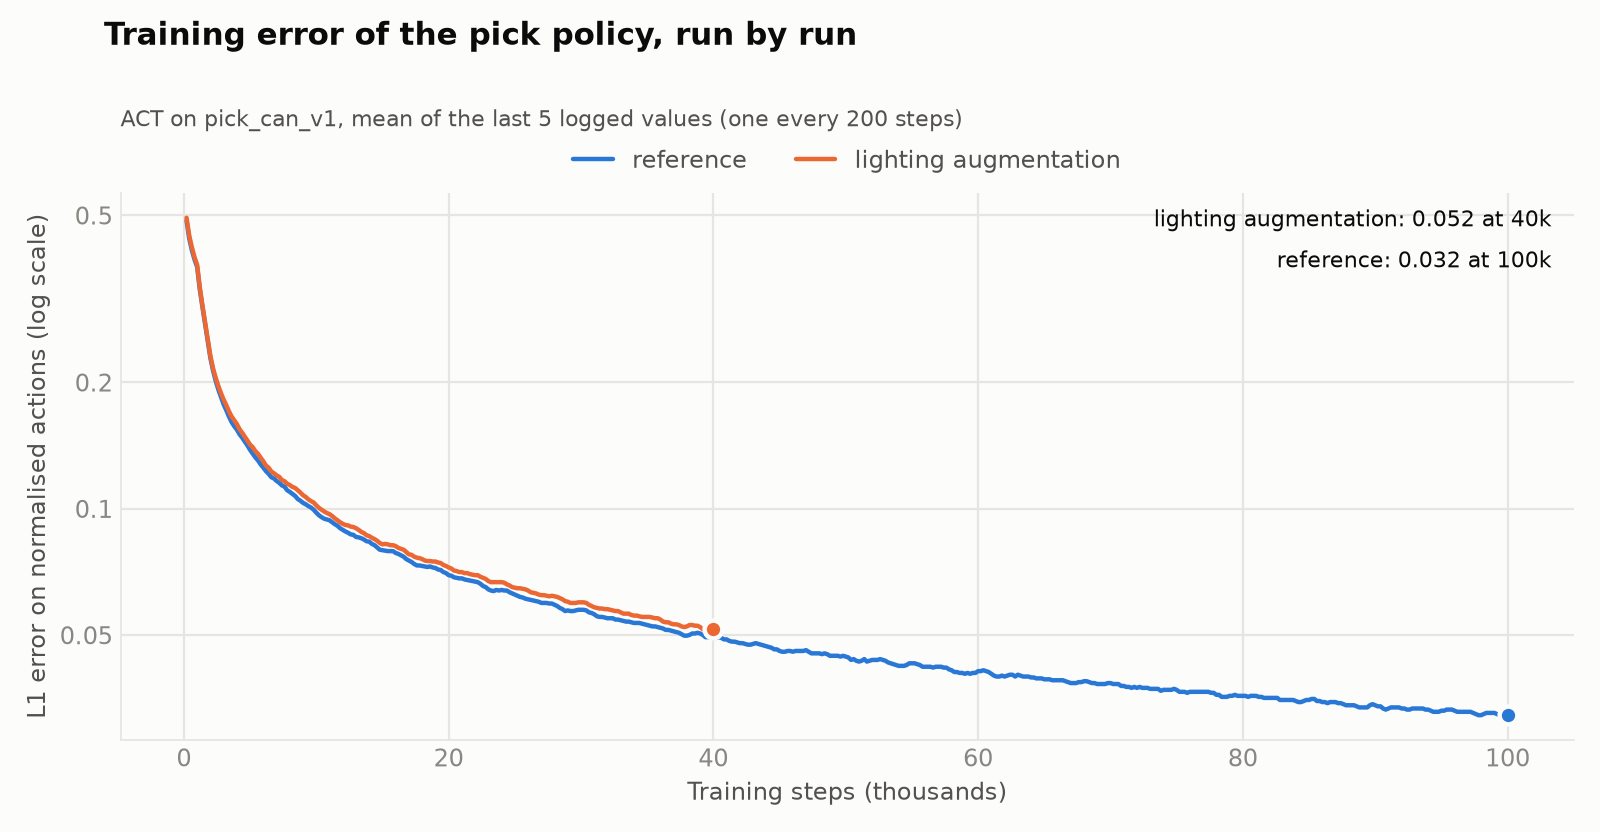 Training error of the pick policy, run by run
ACT on pick_can_v1, mean of the last 5 logged values (one every 200 steps)
reference
lighting augmentation
L1 error on normalised actions (log scale)
0.5
0.2
0.1
0.05
lighting augmentation: 0.052 at 40k
reference: 0.032 at 100k
0 20 40 60 80 100
Training steps (thousands)